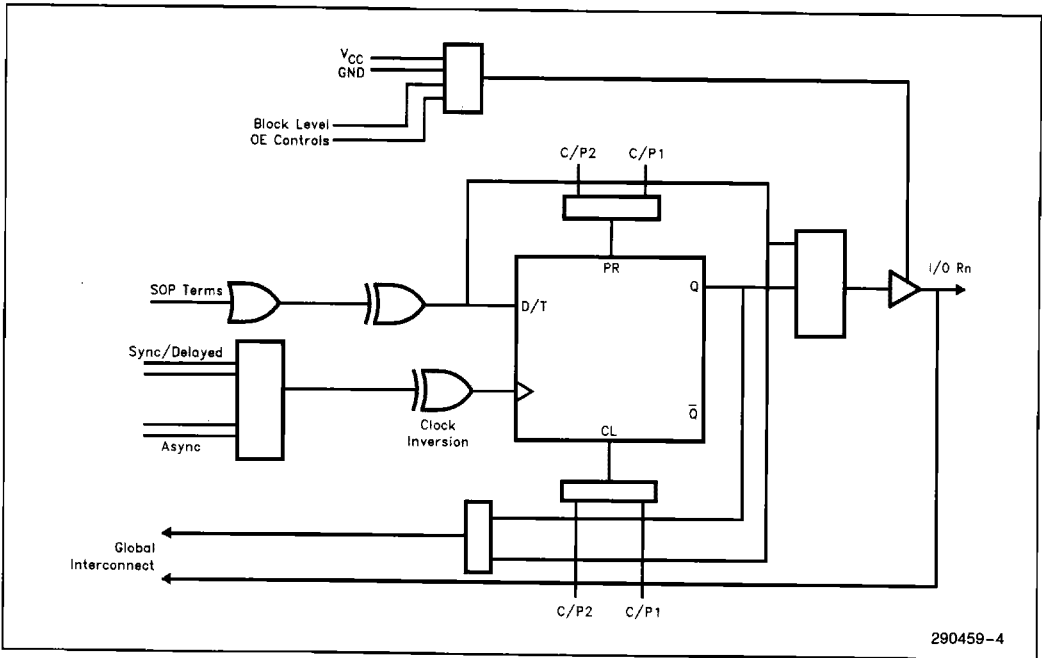 VCC
GND
Block Level
OE Controls
C/P2 C/P1
PR
I/O Rn
SOP Terms
D/T
Q
Sync/Delayed
Async
Clock
Inversion
Q̅
CL
Global
Interconnect
C/P2 C/P1
290459-4